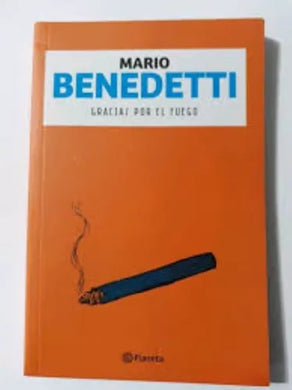 MARIO
BENEDETTI
GRACIAS POR EL FUEGO
Planeta